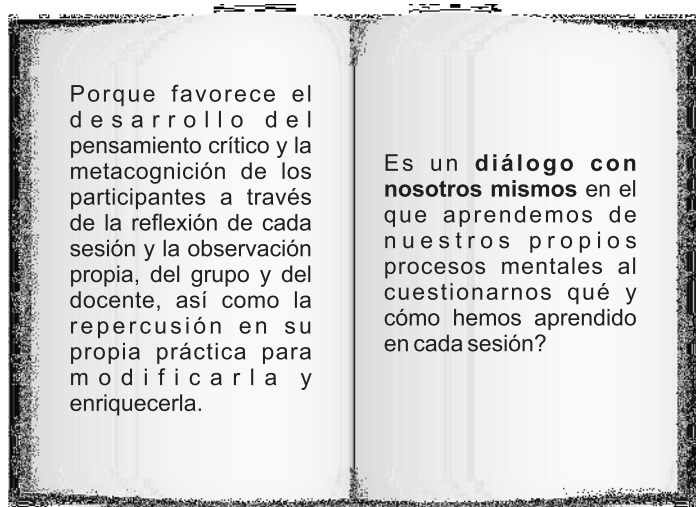 Porque favorece el
desarrollo del
pensamiento crítico y la
metacognición de los
participantes a través
de la reflexión de cada
sesión y la observación
propia, del grupo y del
docente, así como la
repercusión en su
propia práctica para
modificarla y
enriquecerla.
Es un diálogo con
nosotros mismos en el
que aprendemos de
nuestros propios
procesos mentales al
cuestionarnos qué y
cómo hemos aprendido
en cada sesión?